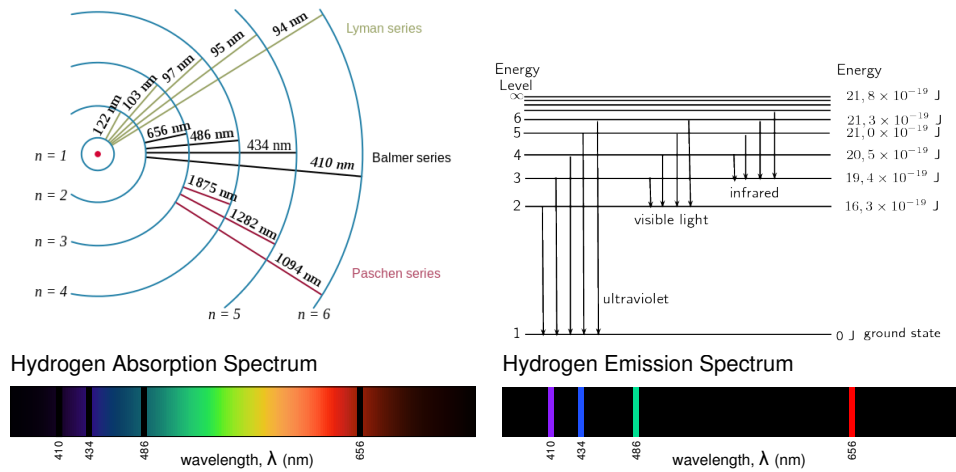 Lyman series
94 nm
95 nm
97 nm
103 nm
122 nm
656 nm
486 nm
434 nm
410 nm
Balmer series
1875 nm
1282 nm
1094 nm
Paschen series
n = 1
n = 2
n = 3
n = 4
n = 5
n = 6
Energy
Level
Energy
∞ 21,8 × 10⁻¹⁹ J
6 21,3 × 10⁻¹⁹ J
5 21,0 × 10⁻¹⁹ J
4 20,5 × 10⁻¹⁹ J
3 19,4 × 10⁻¹⁹ J
infrared
2 16,3 × 10⁻¹⁹ J
visible light
ultraviolet
1 0 J ground state
Hydrogen Absorption Spectrum
410 434 486 656
wavelength, λ (nm)
Hydrogen Emission Spectrum
410 434 486 656
wavelength, λ (nm)